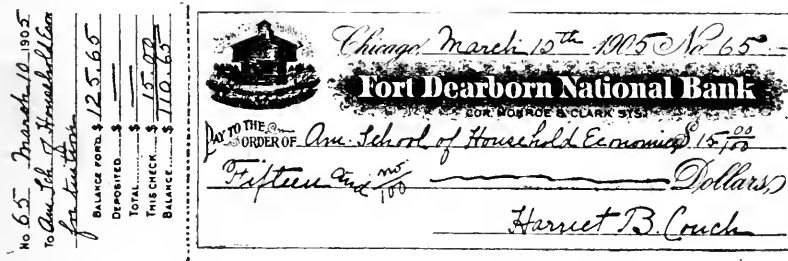 No 65 March 10 1905
To Am. Sch. of Household Econ
for tuition
BALANCE FORD. $ 125.65
DEPOSITED $
TOTAL $
THIS CHECK $ 15.00
BALANCE $ 110.65
Chicago, March 10th 1905 No. 65
Fort Dearborn National Bank
COR. MONROE & CLARK STS.
PAY TO THE
ORDER OF Am. School of Household Economics $ 15 00/100
Fifteen and no/100 Dollars
Harriet B. Couch